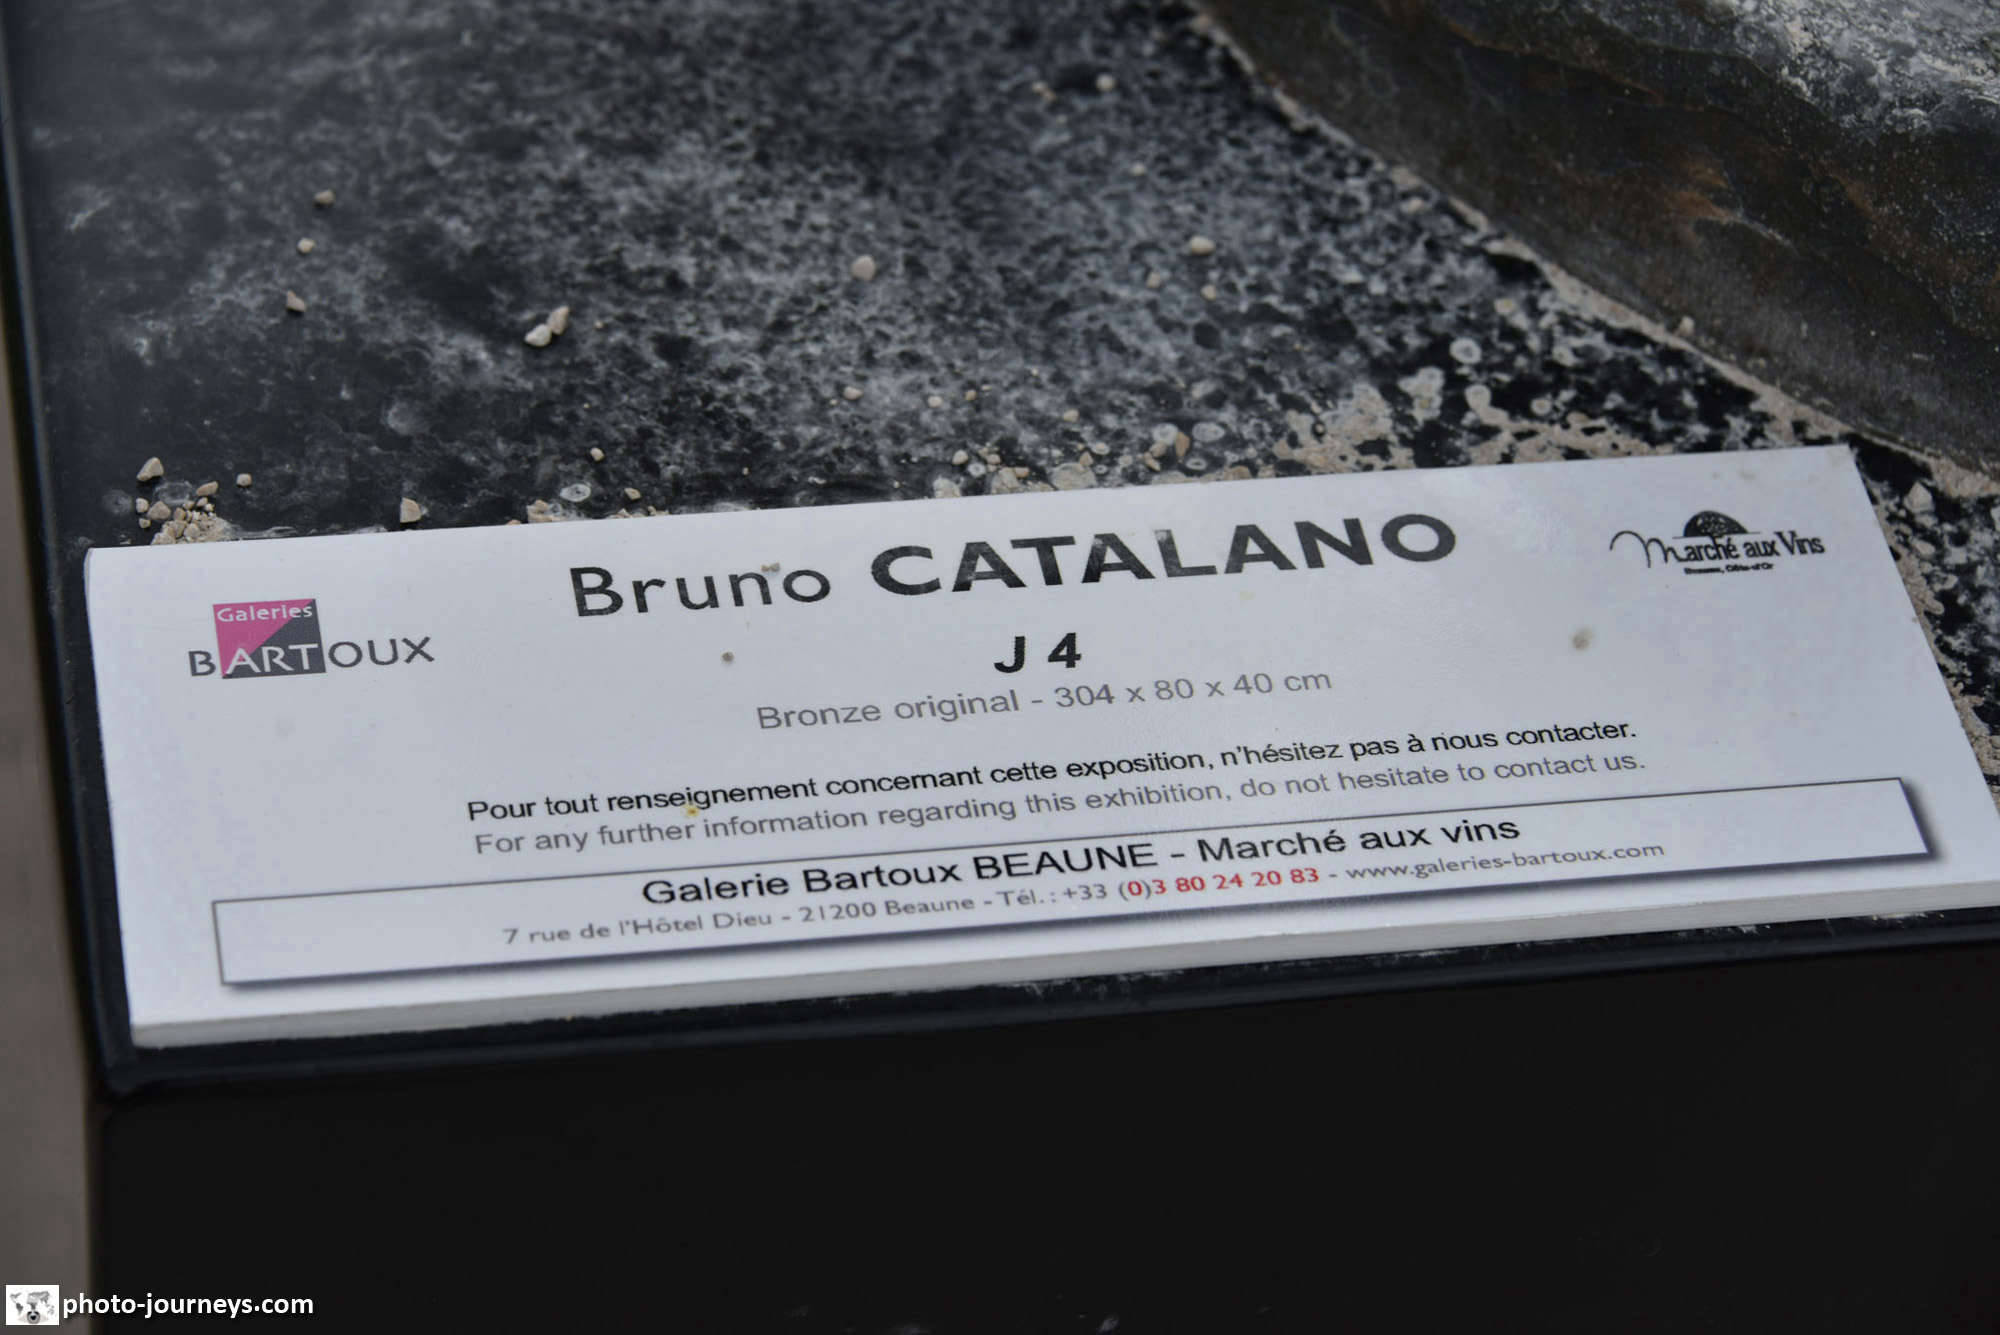 Bruno CATALANO
Galeries
BARTOUX
Marché aux Vins
Beaune, Côte-d'Or
J 4
Bronze original - 304 x 80 x 40 cm
Pour tout renseignement concernant cette exposition, n'hésitez pas à nous contacter.
For any further information regarding this exhibition, do not hesitate to contact us.
Galerie Bartoux BEAUNE - Marché aux vins
7 rue de l'Hôtel Dieu - 21200 Beaune - Tél. : +33 (0)3 80 24 20 83 - www.galeries-bartoux.com
photo-journeys.com